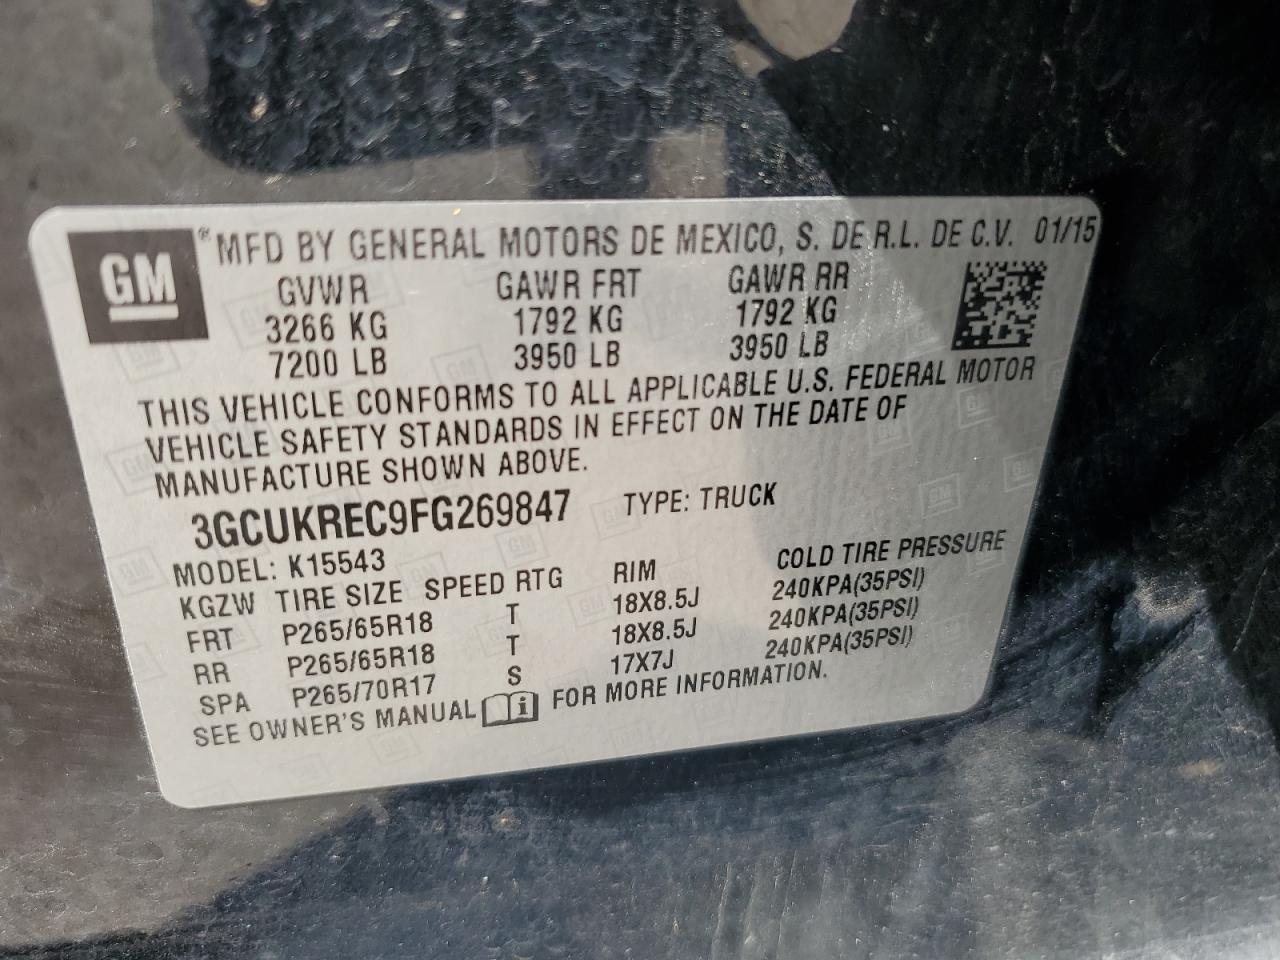 GM ® MFD BY GENERAL MOTORS DE MEXICO, S. DE R.L. DE C.V. 01/15
GVWR GAWR FRT GAWR RR
3266 KG 1792 KG 1792 KG
7200 LB 3950 LB 3950 LB
THIS VEHICLE CONFORMS TO ALL APPLICABLE U.S. FEDERAL MOTOR
VEHICLE SAFETY STANDARDS IN EFFECT ON THE DATE OF
MANUFACTURE SHOWN ABOVE.
3GCUKREC9FG269847 TYPE: TRUCK
MODEL: K15543
KGZW TIRE SIZE SPEED RTG RIM COLD TIRE PRESSURE
FRT P265/65R18 T 18X8.5J 240KPA(35PSI)
RR P265/65R18 T 18X8.5J 240KPA(35PSI)
SPA P265/70R17 S 17X7J 240KPA(35PSI)
SEE OWNER'S MANUAL i FOR MORE INFORMATION.